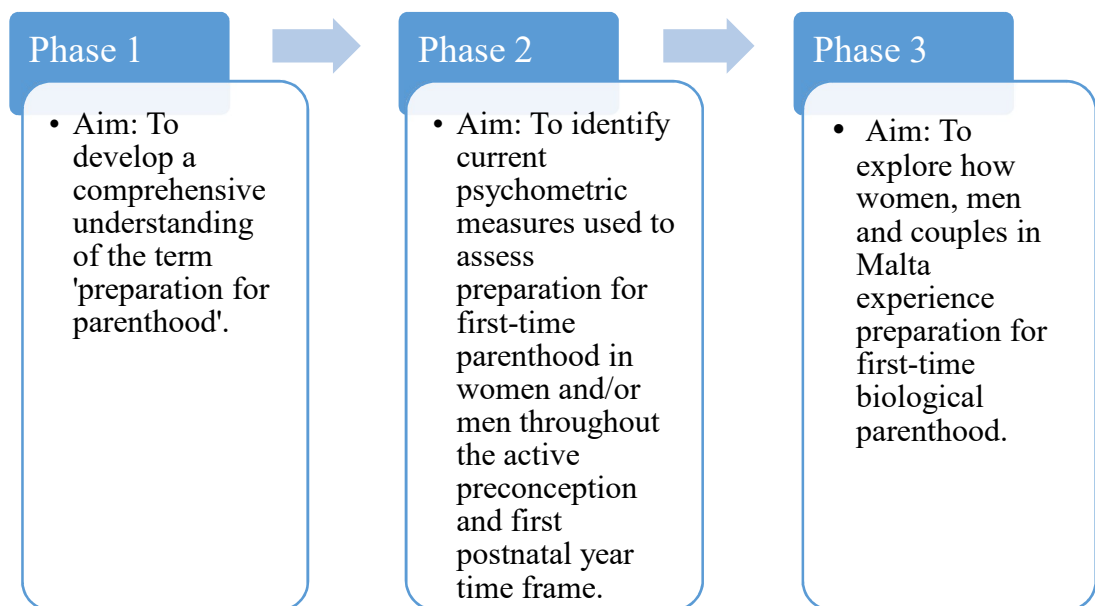 Phase 1
• Aim: To
develop a
comprehensive
understanding
of the term
'preparation for
parenthood'.
Phase 2
• Aim: To identify
current
psychometric
measures used to
assess
preparation for
first-time
parenthood in
women and/or
men throughout
the active
preconception
and first
postnatal year
time frame.
Phase 3
• Aim: To
explore how
women, men
and couples in
Malta
experience
preparation for
first-time
biological
parenthood.